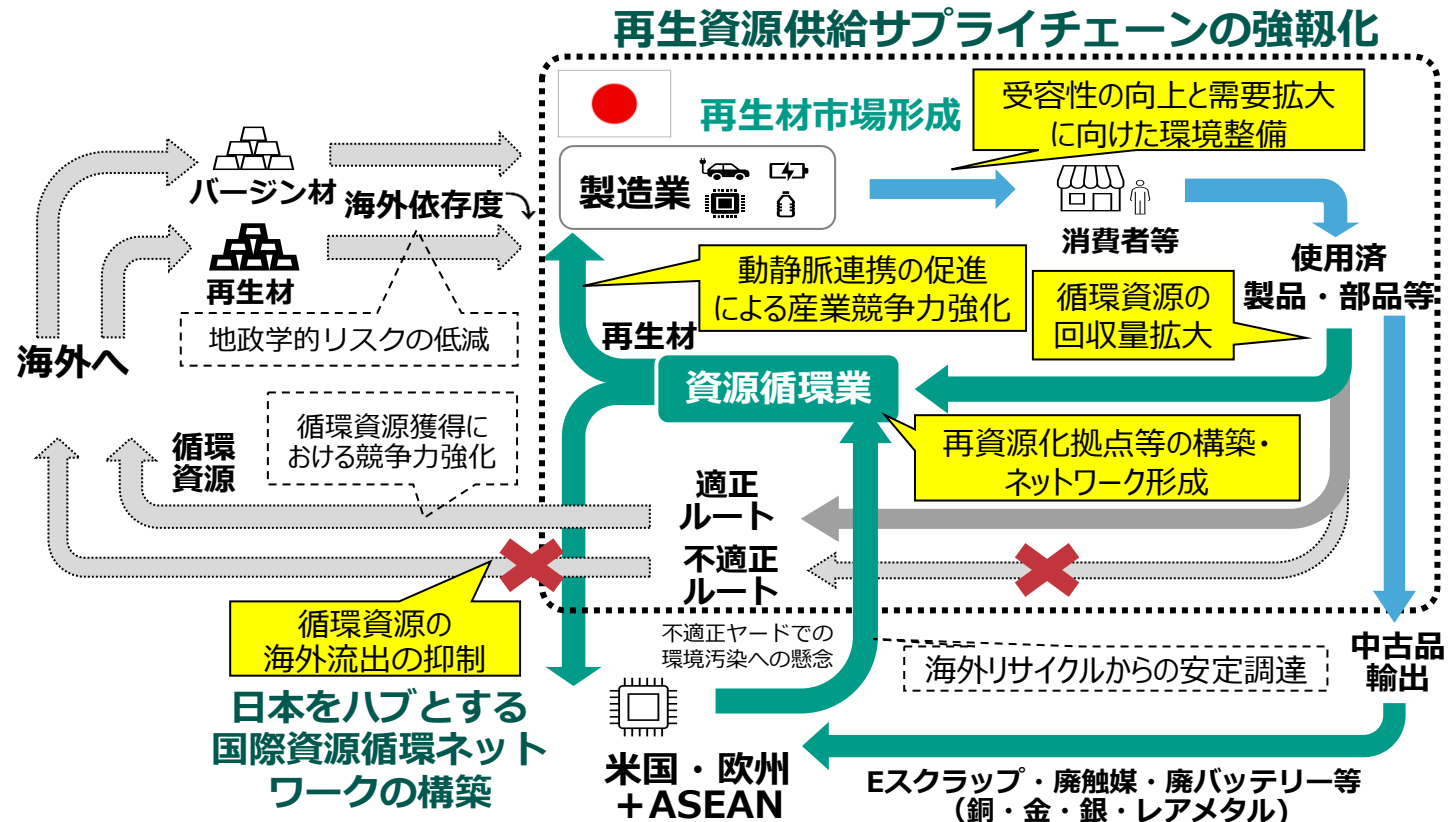 再生資源供給サプライチェーンの強靱化
再生材市場形成
受容性の向上と需要拡大
に向けた環境整備
バージン材
海外依存度
製造業
消費者等
再生材
地政学的リスクの低減
海外へ
動静脈連携の促進
による産業競争力強化
循環資源の
回収量拡大
使用済
製品・部品等
再生材
資源循環業
循環
資源
循環資源獲得に
おける競争力強化
再資源化拠点等の構築・
ネットワーク形成
適正
ルート
不適正
ルート
循環資源の
海外流出の抑制
不適正ヤードでの
環境汚染への懸念
海外リサイクルからの安定調達
中古品
輸出
日本をハブとする
国際資源循環ネット
ワークの構築
米国・欧州
+ASEAN
Eスクラップ・廃触媒・廃バッテリー等
（銅・金・銀・レアメタル）